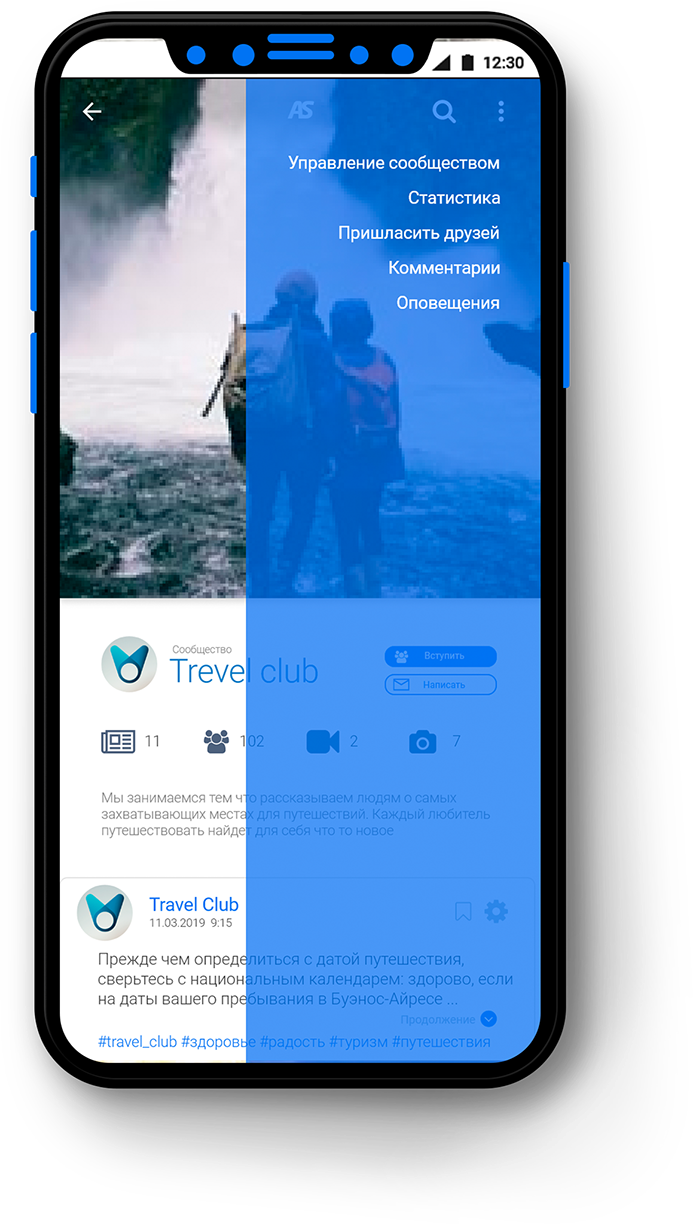 12:30
AS
Управление сообществом
Статистика
Пришласить друзей
Комментарии
Оповещения
Сообщество
Trevel club
Вступить
Написать
11 102 2 7
Мы занимаемся тем что рассказываем людям о самых
захватывающих местах для путешествий. Каждый любитель
путешествовать найдет для себя что то новое
Travel Club
11.03.2019 9:15
Прежде чем определиться с датой путешествия,
сверьтесь с национальным календарем: здорово, если
на даты вашего пребывания в Буэнос-Айресе ...
Продолжение
#travel_club #здоровье #радость #туризм #путешествия